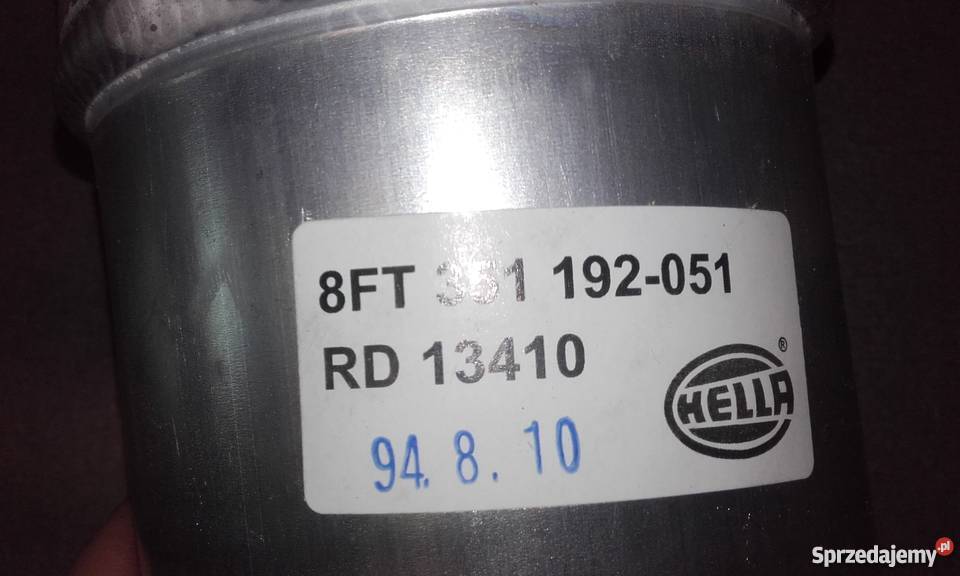 8FT 351 192-051
RD 13410
HELLA®
94.8.10
Sprzedajemy.pl